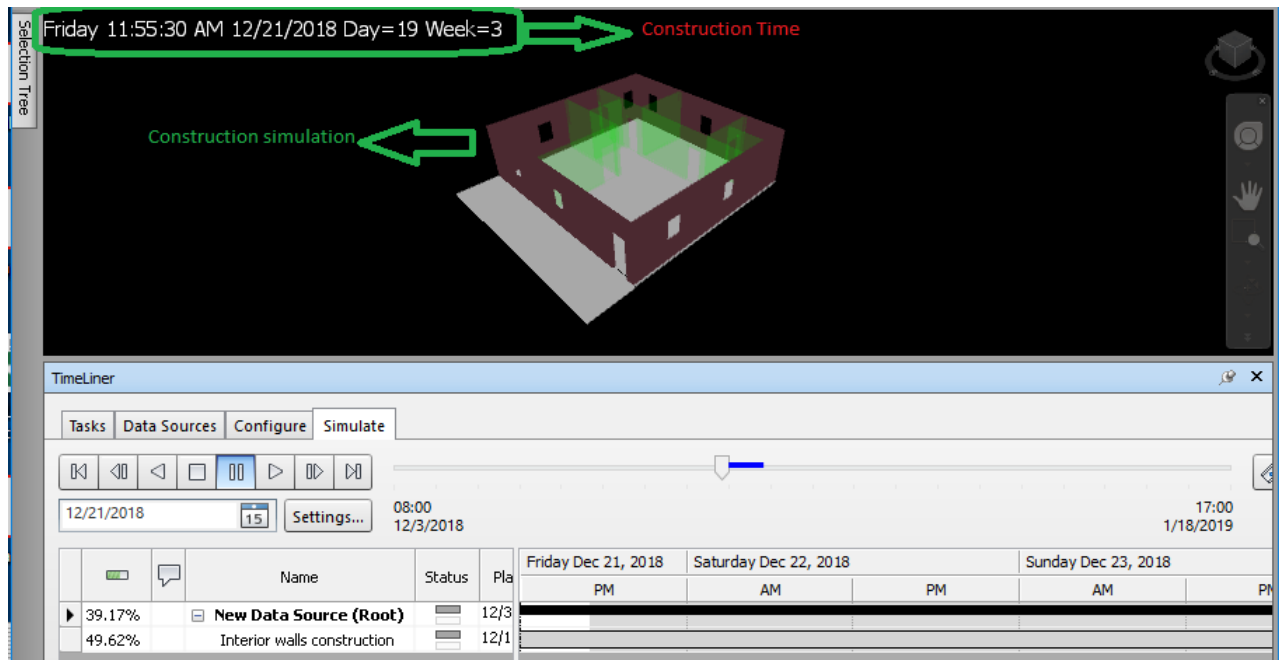 Selection Tree
Friday 11:55:30 AM 12/21/2018 Day=19 Week=3
Construction Time
Construction simulation
TimeLiner
Tasks Data Sources Configure Simulate
12/21/2018 15 Settings...
08:00 17:00
12/3/2018 1/18/2019
Name Status Pla
Friday Dec 21, 2018 Saturday Dec 22, 2018 Sunday Dec 23, 2018
PM AM PM AM PM
39.17% New Data Source (Root) 12/3
49.62% Interior walls construction 12/1